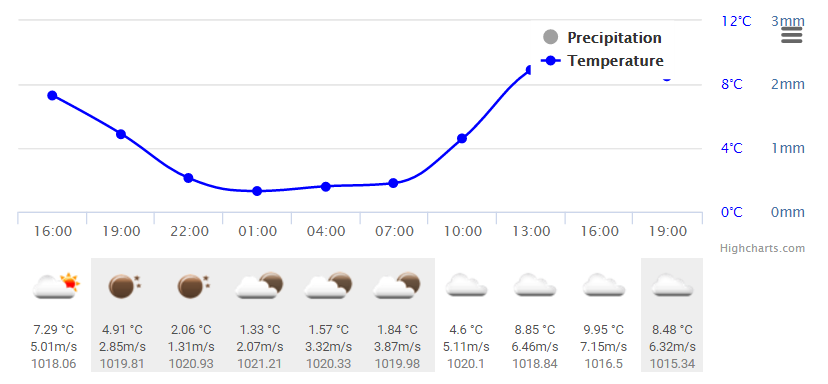 12°C 3mm
Precipitation
Temperature
8°C 2mm
4°C 1mm
0°C 0mm
16:00 19:00 22:00 01:00 04:00 07:00 10:00 13:00 16:00 19:00
Highcharts.com
7.29 °C 4.91 °C 2.06 °C 1.33 °C 1.57 °C 1.84 °C 4.6 °C 8.85 °C 9.95 °C 8.48 °C
5.01m/s 2.85m/s 1.31m/s 2.07m/s 3.32m/s 3.87m/s 5.11m/s 6.46m/s 7.15m/s 6.32m/s
1018.06 1019.81 1020.93 1021.21 1020.33 1019.98 1020.1 1018.84 1016.5 1015.34